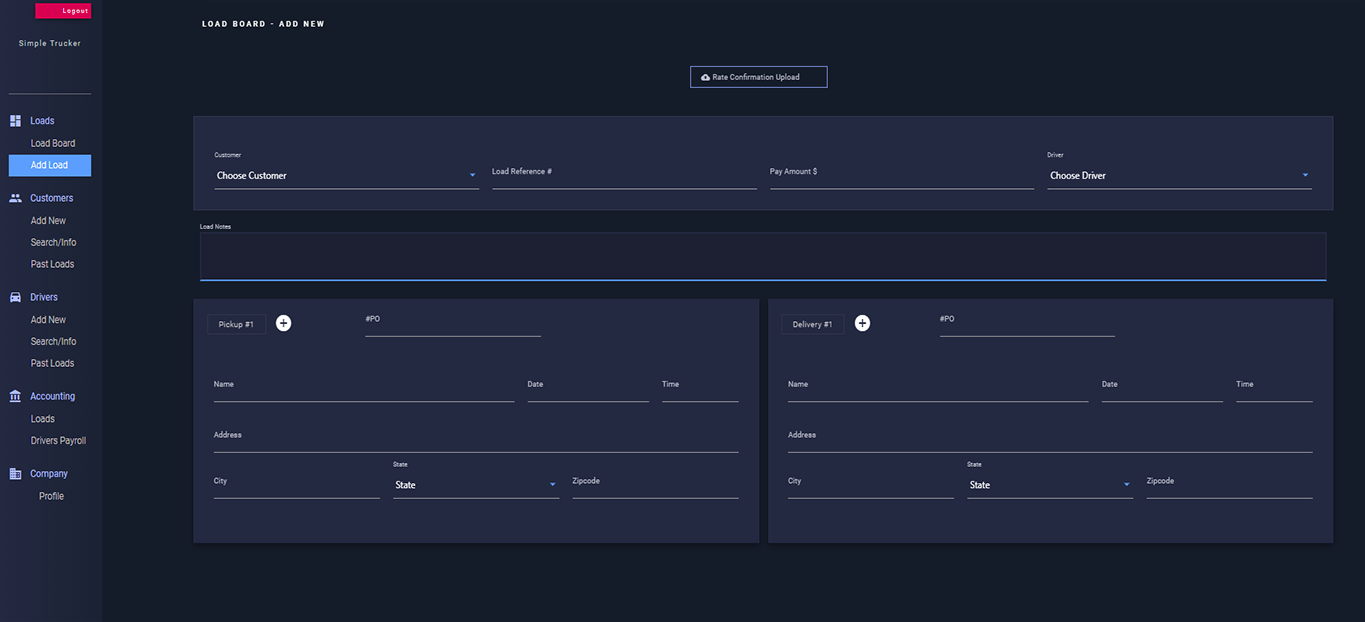 Logout
Simple Trucker
Loads
Load Board
Add Load
Customers
Add New
Search/Info
Past Loads
Drivers
Add New
Search/Info
Past Loads
Accounting
Loads
Drivers Payroll
Company
Profile
LOAD BOARD - ADD NEW
Rate Confirmation Upload
Customer
Choose Customer
Load Reference #
Pay Amount $
Driver
Choose Driver
Load Notes
Pickup #1
#PO
Name
Date
Time
Address
City
State
State
Zipcode
Delivery #1
#PO
Name
Date
Time
Address
City
State
State
Zipcode